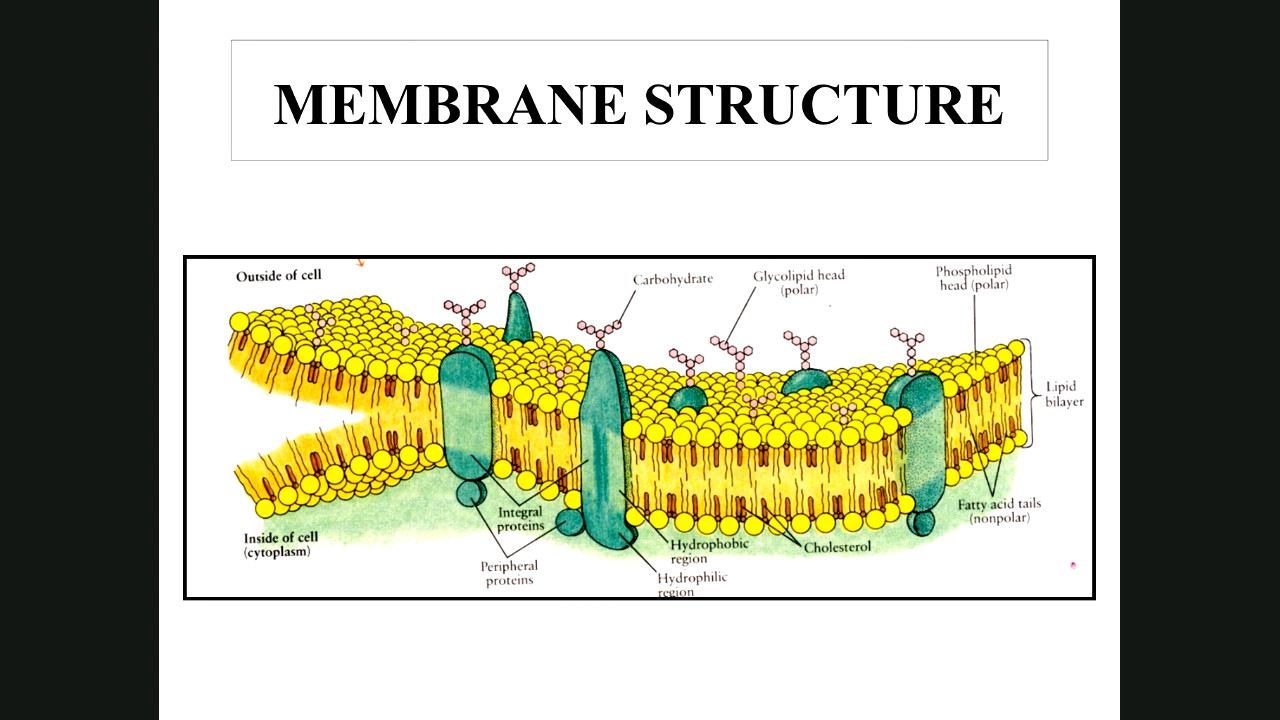 MEMBRANE STRUCTURE
Outside of cell
Carbohydrate
Glycolipid head
(polar)
Phospholipid
head (polar)
Lipid
bilayer
Integral
proteins
Fatty acid tails
(nonpolar)
Inside of cell
(cytoplasm)
Peripheral
proteins
Hydrophobic
region
Cholesterol
Hydrophilic
region